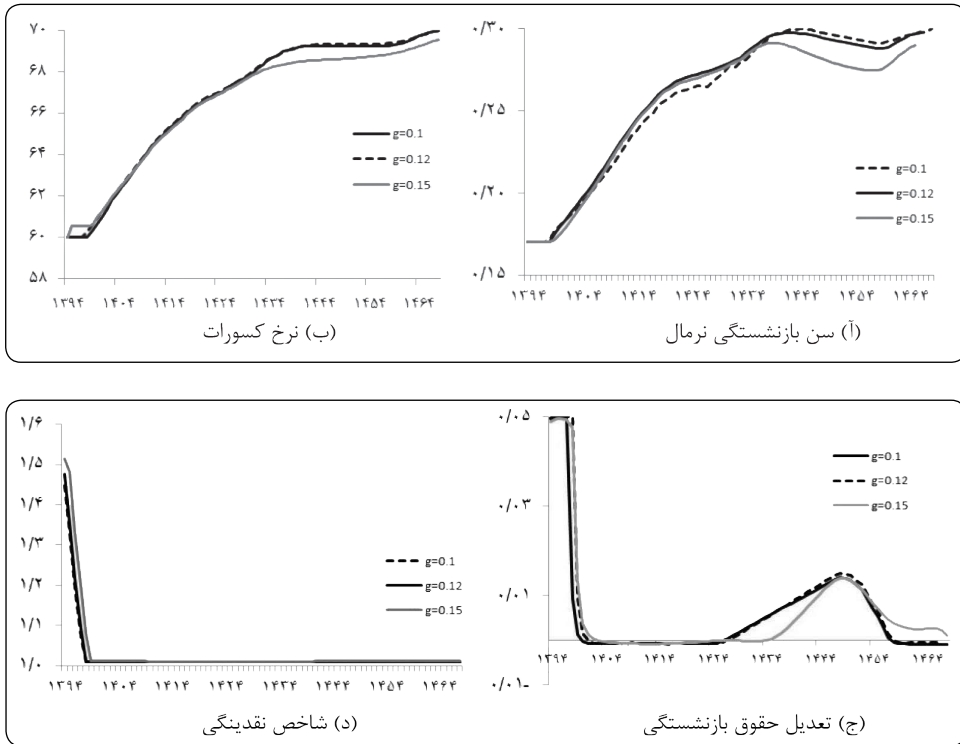 ۰/۳۰
۰/۲۵
۰/۲۰
۰/۱۵
g=0.1
g=0.12
g=0.15
۱۳۹۴ ۱۴۰۴ ۱۴۱۴ ۱۴۲۴ ۱۴۳۴ ۱۴۴۴ ۱۴۵۴ ۱۴۶۴
(آ) سن بازنشستگی نرمال
۷۰
۶۸
۶۶
۶۴
۶۲
۶۰
۵۸
g=0.1
g=0.12
g=0.15
۱۳۹۴ ۱۴۰۴ ۱۴۱۴ ۱۴۲۴ ۱۴۳۴ ۱۴۴۴ ۱۴۵۴ ۱۴۶۴
(ب) نرخ کسورات
۰/۰۵
۰/۰۳
۰/۰۱
۰/۰۱-
g=0.1
g=0.12
g=0.15
۱۳۹۴ ۱۴۰۴ ۱۴۱۴ ۱۴۲۴ ۱۴۳۴ ۱۴۴۴ ۱۴۵۴ ۱۴۶۴
(ج) تعدیل حقوق بازنشستگی
۱/۶
۱/۵
۱/۴
۱/۳
۱/۲
۱/۱
۱/۰
g=0.1
g=0.12
g=0.15
۱۳۹۴ ۱۴۰۴ ۱۴۱۴ ۱۴۲۴ ۱۴۳۴ ۱۴۴۴ ۱۴۵۴ ۱۴۶۴
(د) شاخص نقدینگی